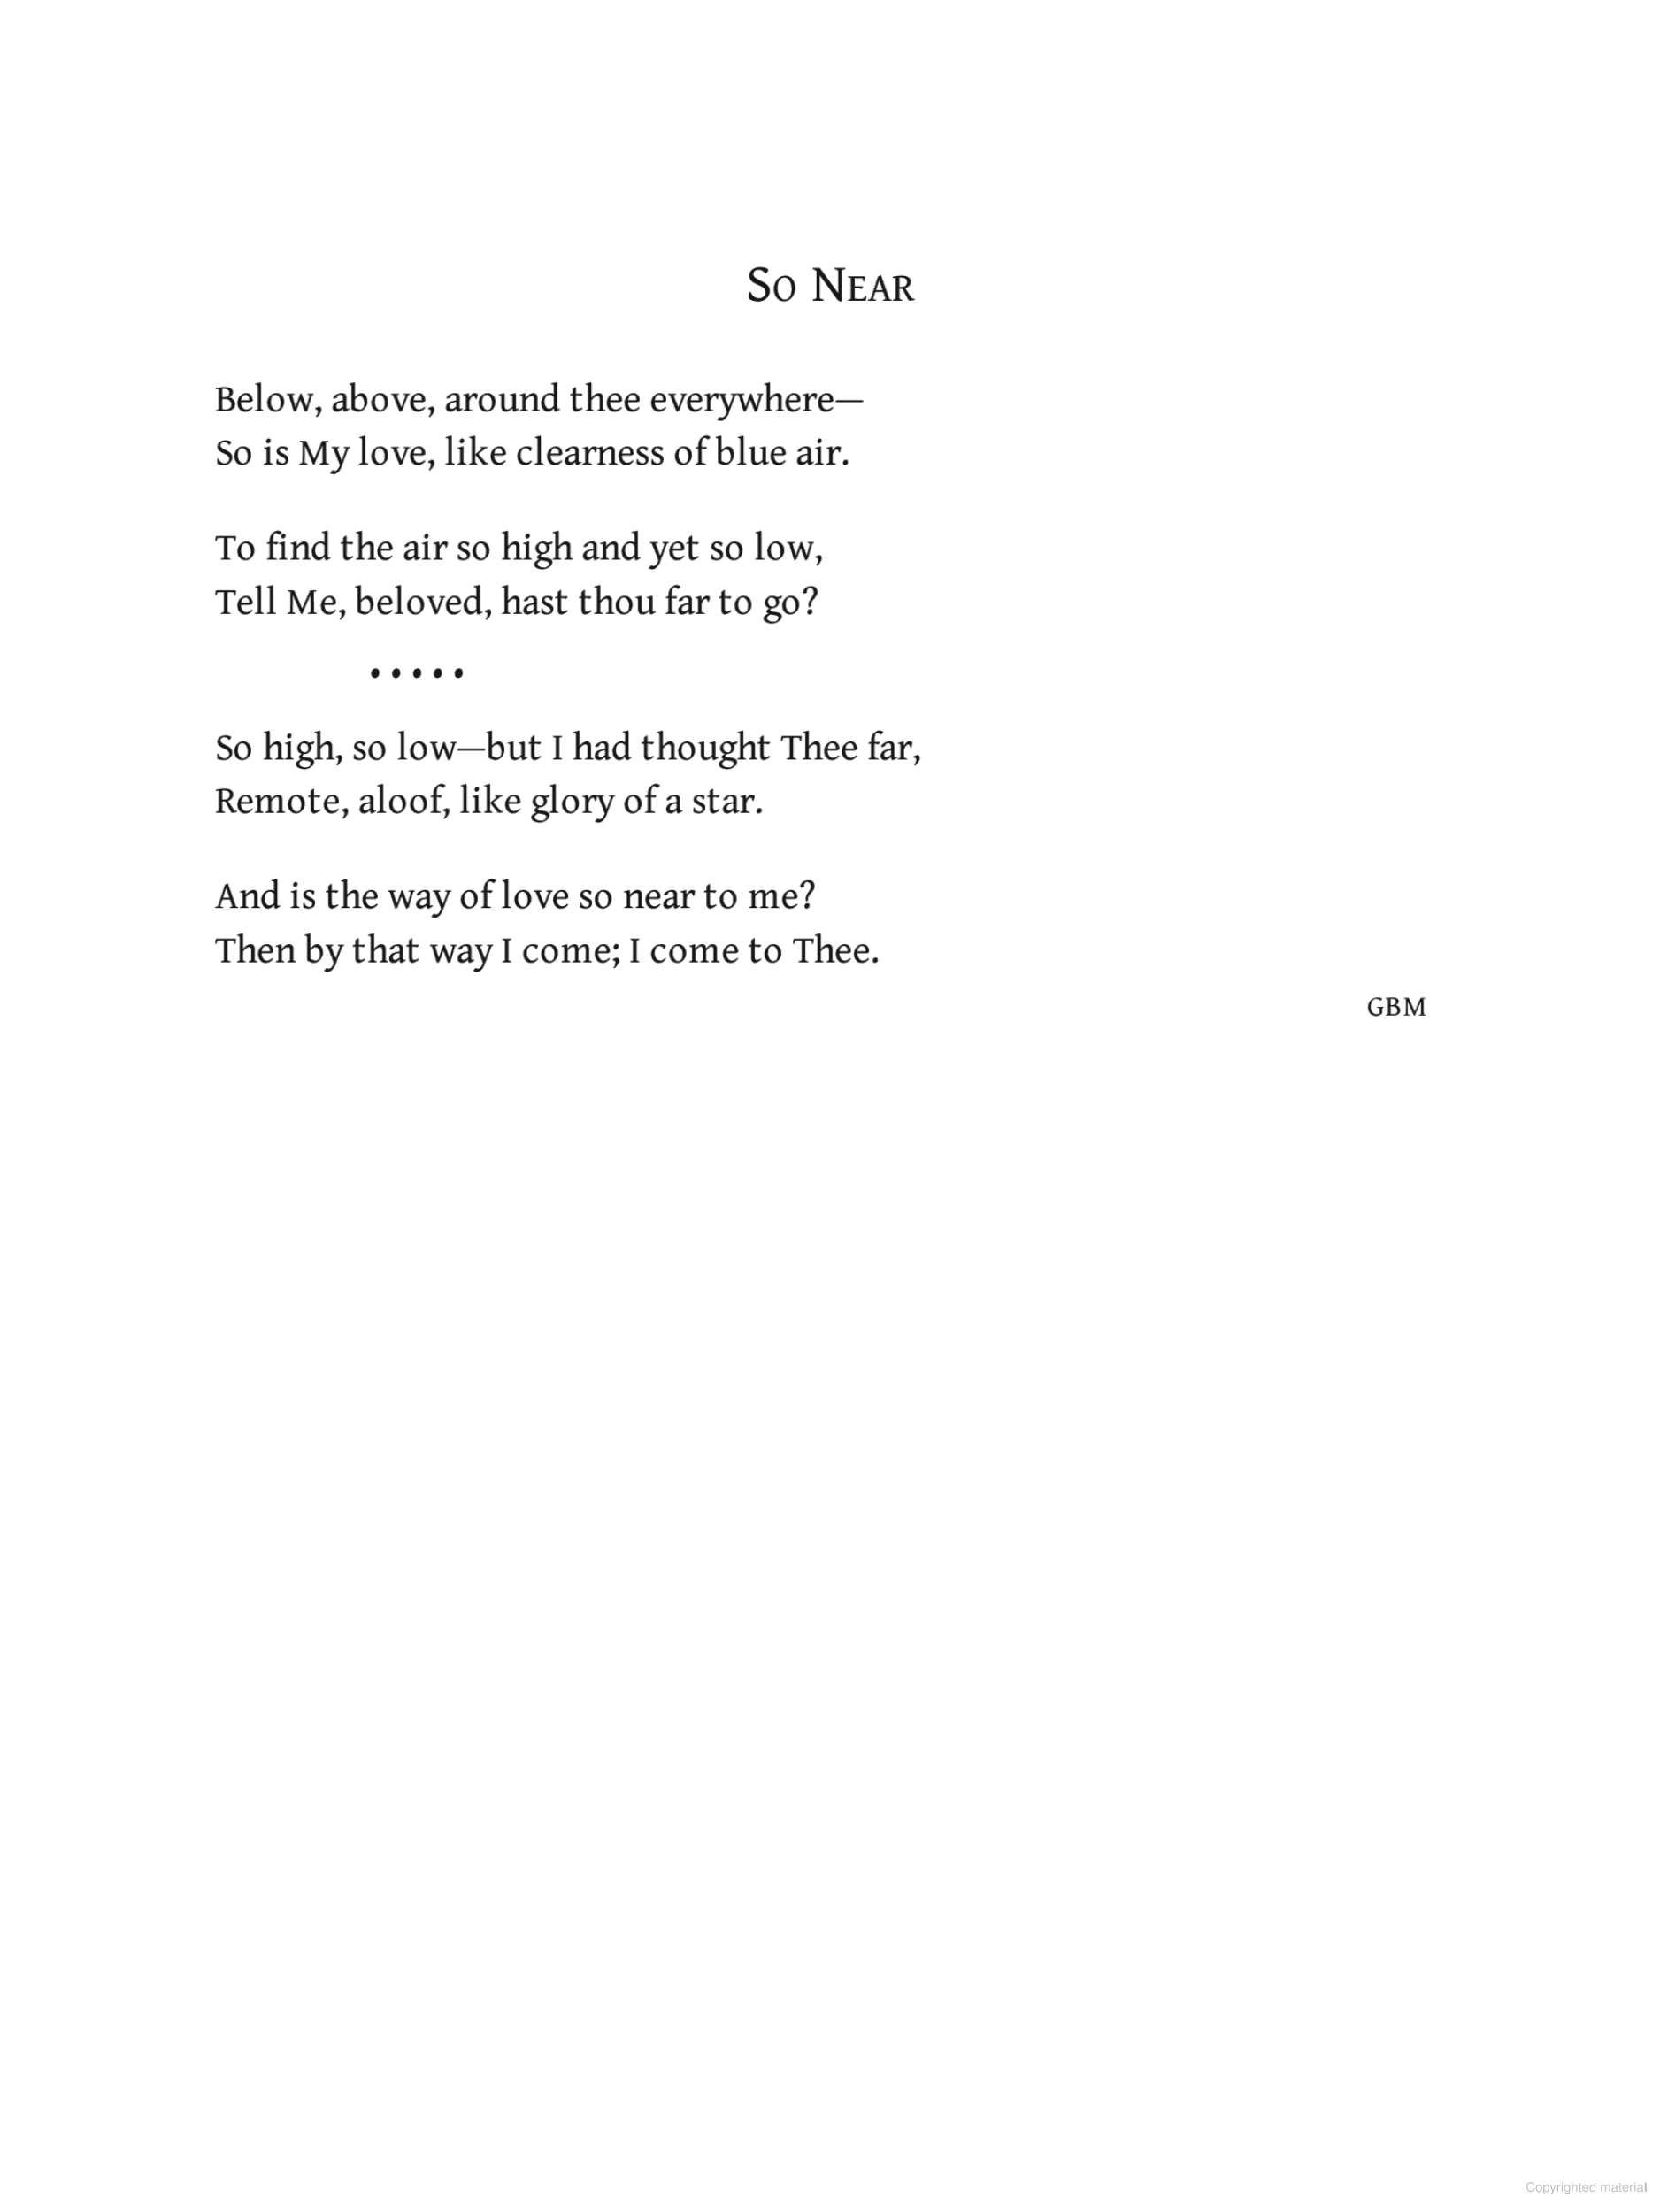 So Near
Below, above, around thee everywhere—
So is My love, like clearness of blue air.
To find the air so high and yet so low,
Tell Me, beloved, hast thou far to go?
• • • • •
So high, so low—but I had thought Thee far,
Remote, aloof, like glory of a star.
And is the way of love so near to me?
Then by that way I come; I come to Thee.
GBM
Copyrighted material